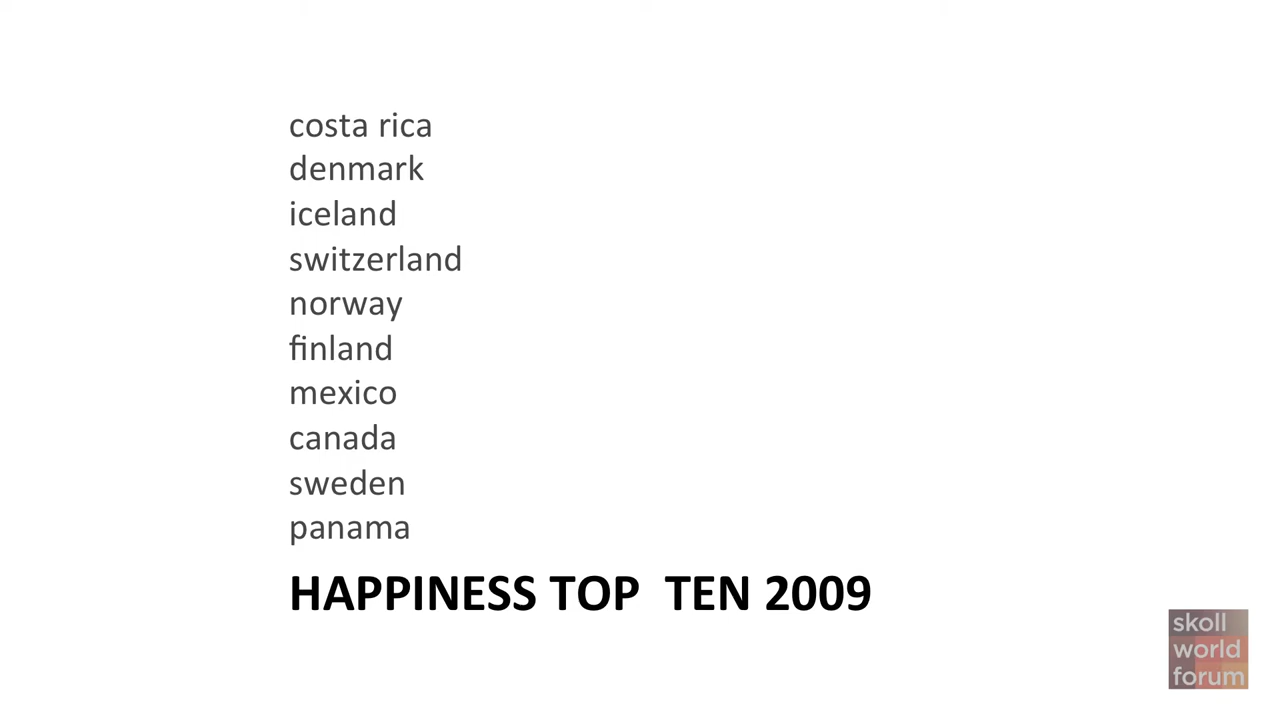 costa rica
denmark
iceland
switzerland
norway
finland
mexico
canada
sweden
panama
HAPPINESS TOP  TEN 2009
skoll
world
forum